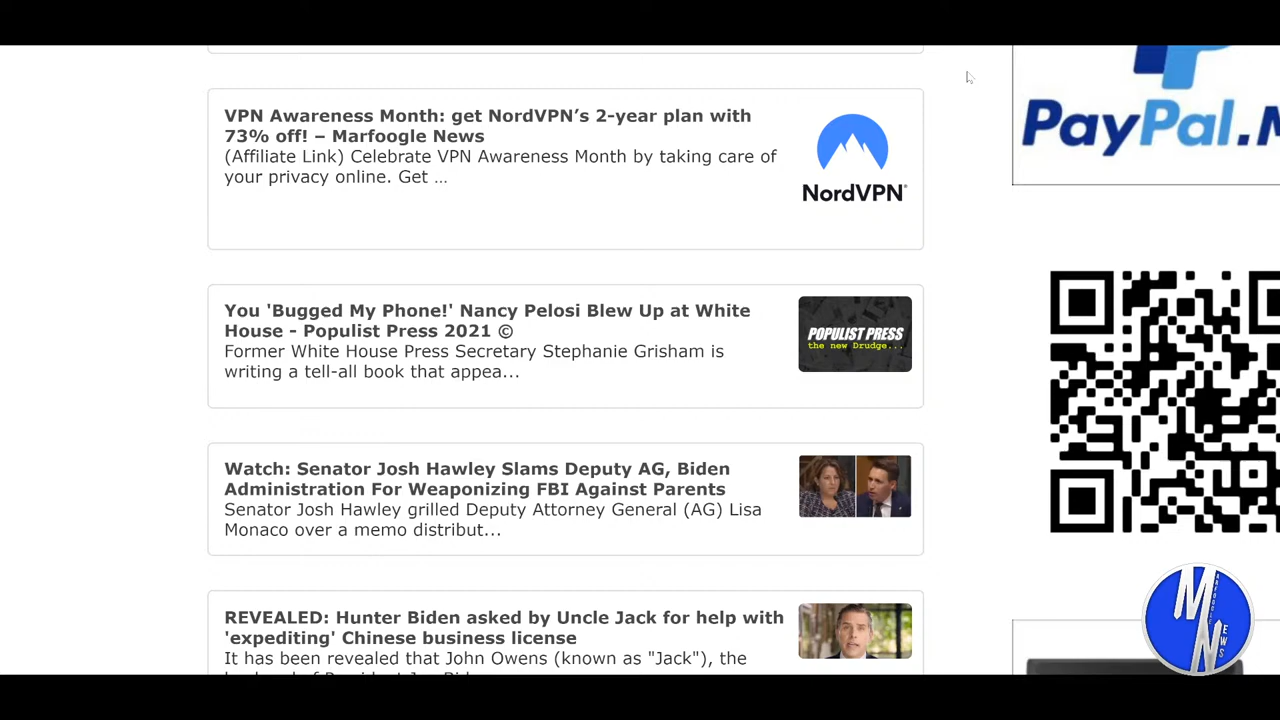 VPN Awareness Month: get NordVPN’s 2-year plan with
73% off! – Marfoogle News
(Affiliate Link) Celebrate VPN Awareness Month by taking care of
your privacy online. Get …
NordVPN®
You 'Bugged My Phone!' Nancy Pelosi Blew Up at White
House - Populist Press 2021 ©
Former White House Press Secretary Stephanie Grisham is
writing a tell-all book that appea...
POPULIST PRESS
the new Drudge...
Watch: Senator Josh Hawley Slams Deputy AG, Biden
Administration For Weaponizing FBI Against Parents
Senator Josh Hawley grilled Deputy Attorney General (AG) Lisa
Monaco over a memo distribut...
REVEALED: Hunter Biden asked by Uncle Jack for help with
'expediting' Chinese business license
It has been revealed that John Owens (known as "Jack"), the
PayPal.M